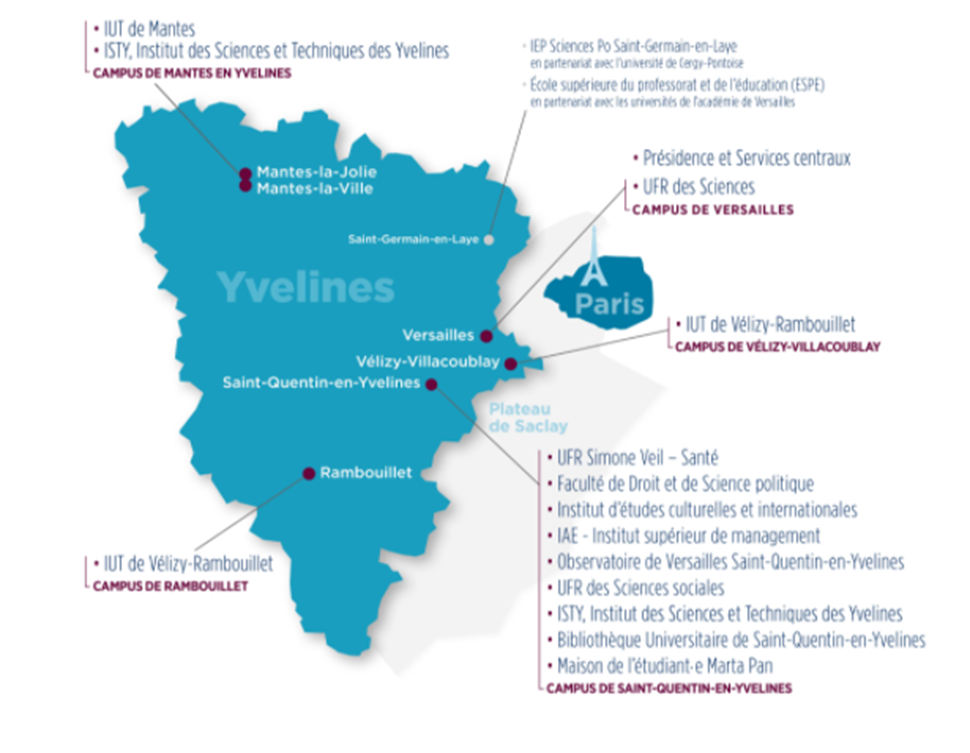 • IUT de Mantes
• ISTY, Institut des Sciences et Techniques des Yvelines
CAMPUS DE MANTES EN YVELINES
· IEP Sciences Po Saint-Germain-en-Laye
en partenariat avec l'université de Cergy-Pontoise
· École supérieure du professorat et de l'éducation (ESPE)
en partenariat avec les universités de l'académie de Versailles
• Présidence et Services centraux
• UFR des Sciences
CAMPUS DE VERSAILLES
Mantes-la-Jolie
Mantes-la-Ville
Saint-Germain-en-Laye
Yvelines
Paris
Versailles
• IUT de Vélizy-Rambouillet
CAMPUS DE VÉLIZY-VILLACOUBLAY
Vélizy-Villacoublay
Saint-Quentin-en-Yvelines
Plateau
de Saclay
Rambouillet
• UFR Simone Veil – Santé
• Faculté de Droit et de Science politique
• Institut d'études culturelles et internationales
• IAE - Institut supérieur de management
• Observatoire de Versailles Saint-Quentin-en-Yvelines
• UFR des Sciences sociales
• ISTY, Institut des Sciences et Techniques des Yvelines
• Bibliothèque Universitaire de Saint-Quentin-en-Yvelines
• Maison de l'étudiant·e Marta Pan
CAMPUS DE SAINT-QUENTIN-EN-YVELINES
• IUT de Vélizy-Rambouillet
CAMPUS DE RAMBOUILLET